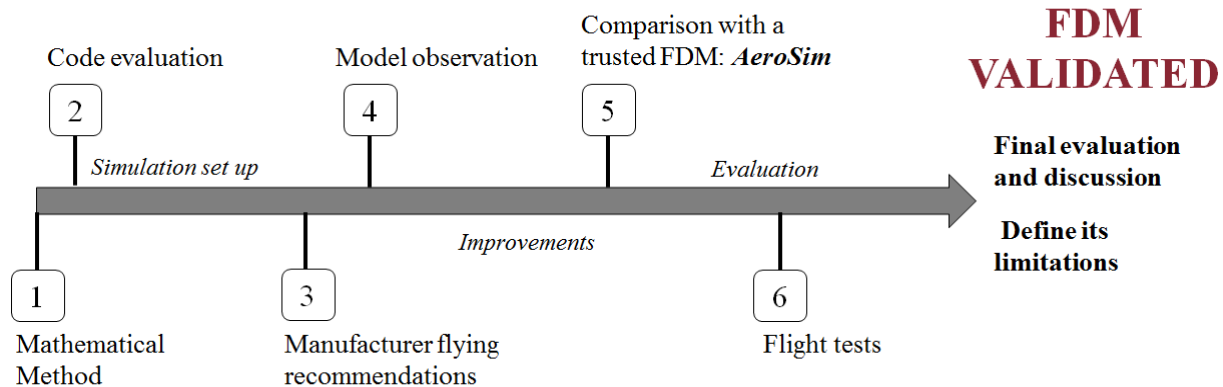 Code evaluation
Model observation
Comparison with a
trusted FDM: AeroSim
FDM
VALIDATED
2
4
5
Simulation set up
Evaluation
Final evaluation
and discussion
Improvements
Define its
limitations
1
3
6
Mathematical
Method
Manufacturer flying
recommendations
Flight tests